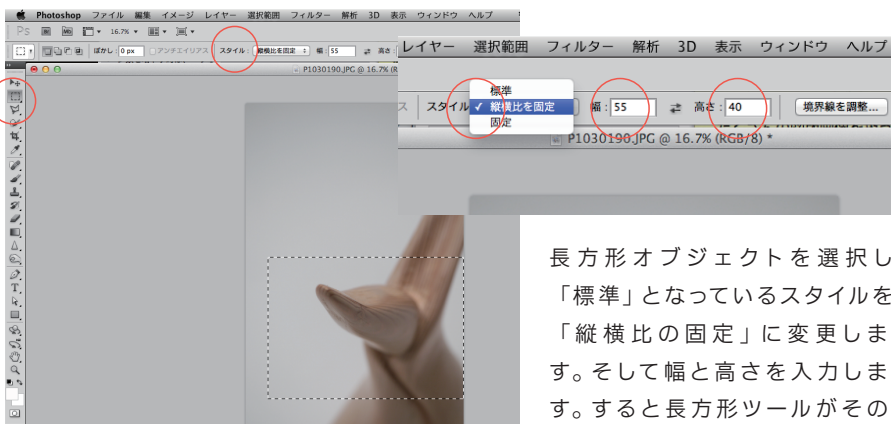 Photoshop ファイル 編集 イメージ レイヤー 選択範囲 フィルター 解析 3D 表示 ウィンドウ ヘルプ
Ps Br Mb 16.7%
ぼかし: 0 px アンチエイリアス スタイル: 縦横比を固定 幅: 55 高さ:
P1030190.JPG @ 16.7% (R
レイヤー 選択範囲 フィルター 解析 3D 表示 ウィンドウ ヘルプ
標準
ス スタイル ✓ 縦横比を固定 幅: 55 高さ: 40 境界線を調整...
固定
P1030190.JPG @ 16.7% (RGB/8) *
長方形オブジェクトを選択し
「標準」となっているスタイルを
「縦横比の固定」に変更しま
す。そして幅と高さを入力しま
す。すると長方形ツールがその